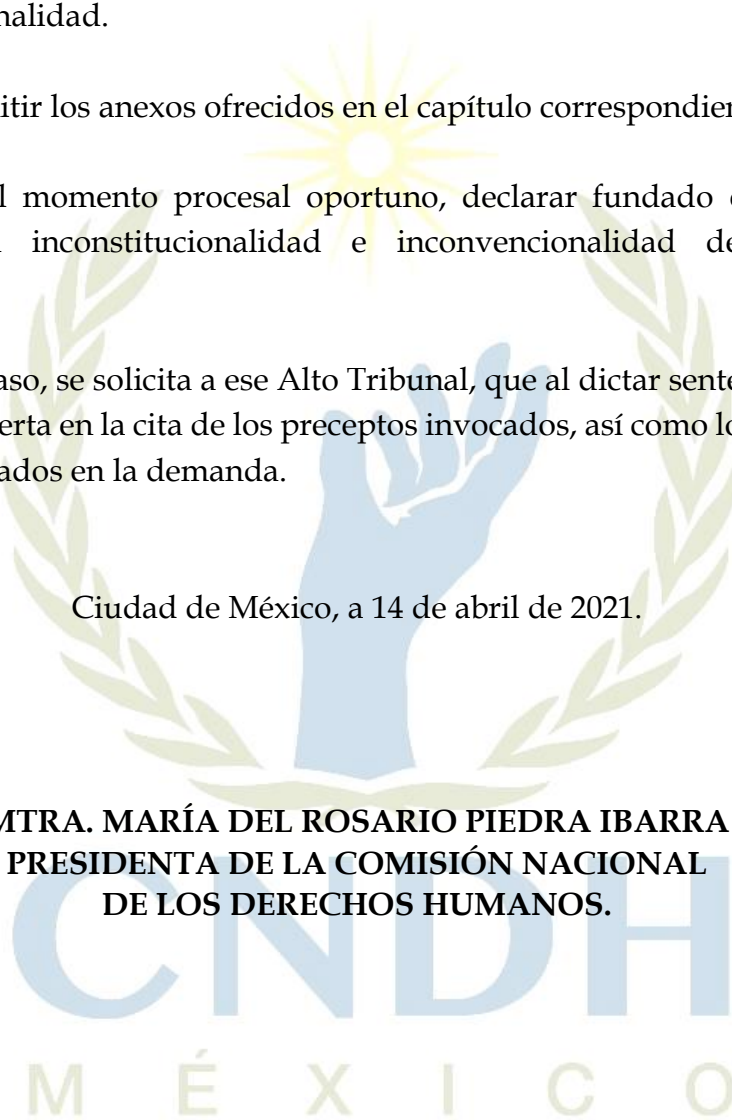 nalidad.
itir los anexos ofrecidos en el capítulo correspondien
l momento procesal oportuno, declarar fundado
inconstitucionalidad e inconvencionalidad de
aso, se solicita a ese Alto Tribunal, que al dictar sente
erta en la cita de los preceptos invocados, así como lo
ados en la demanda.
Ciudad de México, a 14 de abril de 2021.
MTRA. MARÍA DEL ROSARIO PIEDRA IBARRA
PRESIDENTA DE LA COMISIÓN NACIONAL
DE LOS DERECHOS HUMANOS.
CNDH
MÉXICO